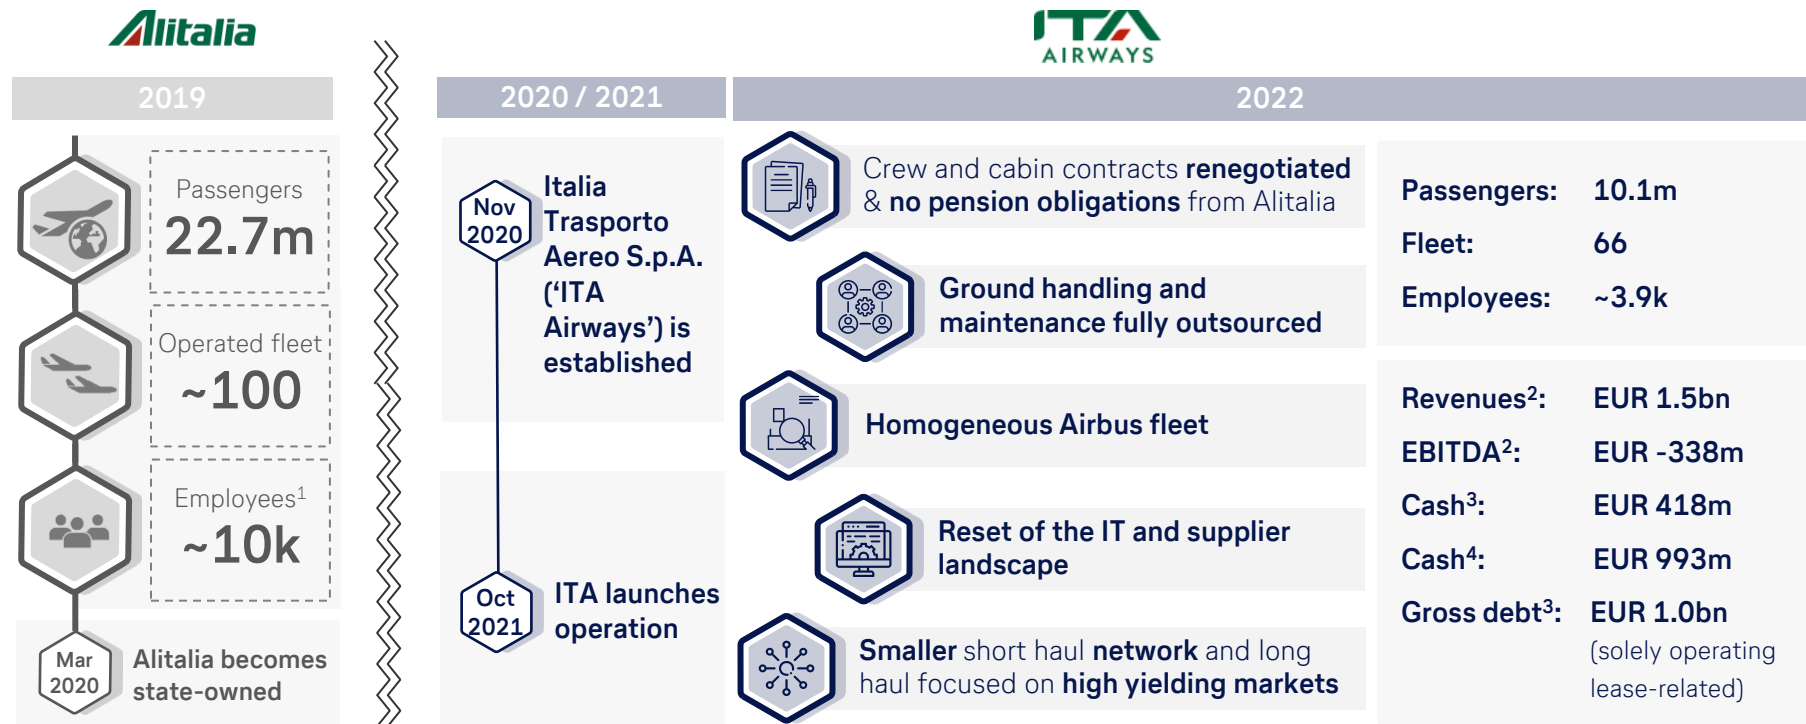 Alitalia
2019
Passengers
22.7m
Operated fleet
~100
Employees1
~10k
Mar
2020
Alitalia becomes
state-owned
ITA
AIRWAYS
2020 / 2021
Nov
2020
Italia
Trasporto
Aereo S.p.A.
(‘ITA
Airways’) is
established
Oct
2021
ITA launches
operation
2022
Crew and cabin contracts renegotiated
& no pension obligations from Alitalia
Ground handling and
maintenance fully outsourced
Homogeneous Airbus fleet
Reset of the IT and supplier
landscape
Smaller short haul network and long
haul focused on high yielding markets
Passengers: 10.1m
Fleet: 66
Employees: ~3.9k
Revenues2: EUR 1.5bn
EBITDA2: EUR -338m
Cash3: EUR 418m
Cash4: EUR 993m
Gross debt3: EUR 1.0bn
(solely operating
lease-related)